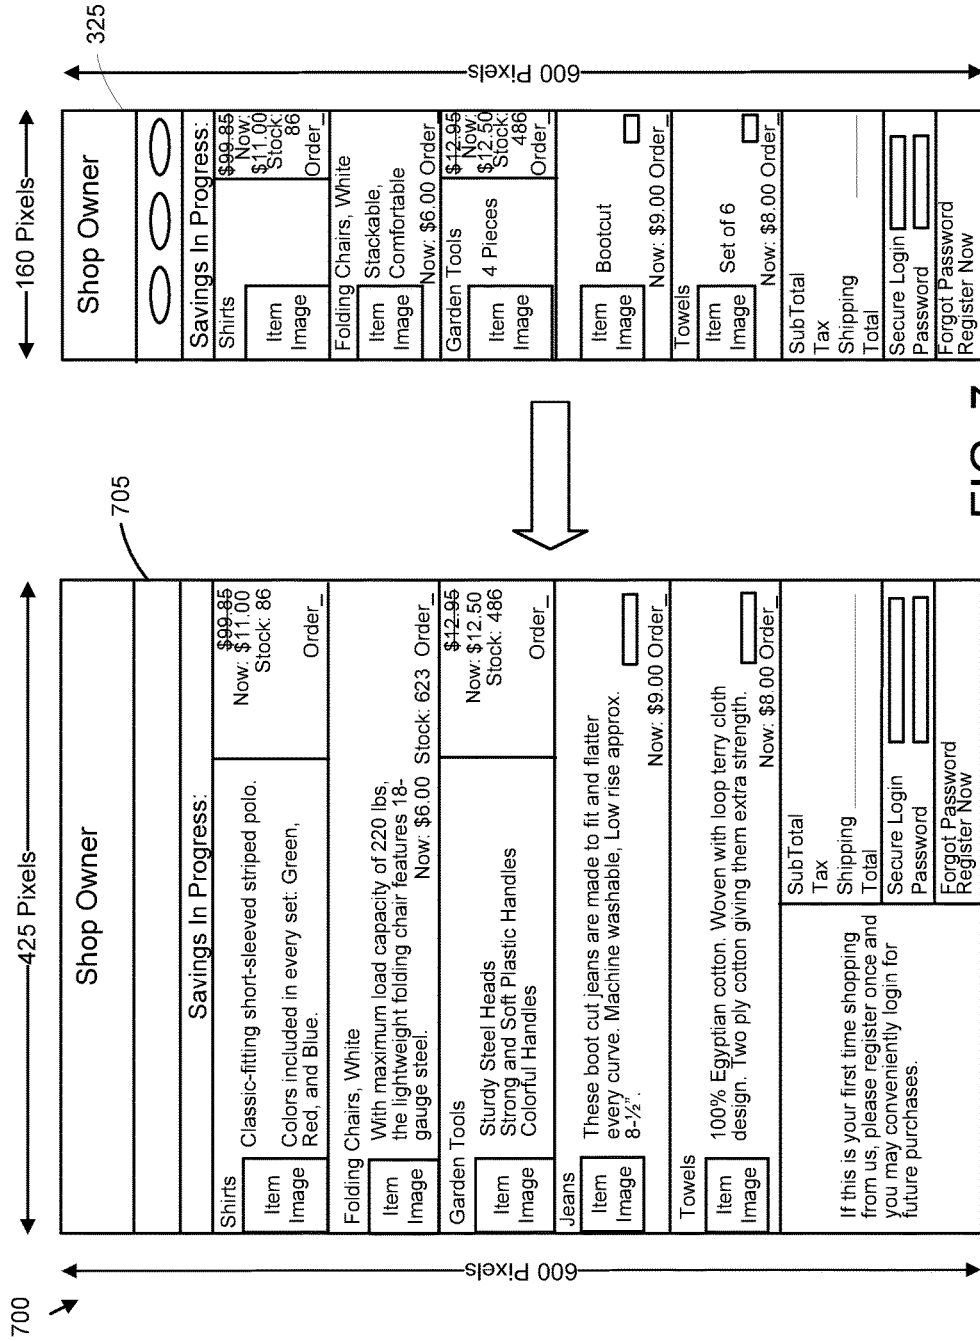 700
425 Pixels
600 Pixels
705
Shop Owner
Savings In Progress:
Shirts
Item
Image
Classic-fitting short-sleeved striped polo.
Colors included in every set: Green,
Red, and Blue.
$99.85
Now: $11.00
Stock: 86
Order_
Folding Chairs, White
Item
Image
With maximum load capacity of 220 lbs,
the lightweight folding chair features 18-
gauge steel.
Now: $6.00 Stock: 623 Order_
Garden Tools
Item
Image
Sturdy Steel Heads
Strong and Soft Plastic Handles
Colorful Handles
$12.95
Now: $12.50
Stock: 486
Order_
Jeans
Item
Image
These boot cut jeans are made to fit and flatter
every curve. Machine washable, Low rise approx.
8-½”.
Now: $9.00 Order_
Towels
Item
Image
100% Egyptian cotton. Woven with loop terry cloth
design. Two ply cotton giving them extra strength.
Now: $8.00 Order_
If this is your first time shopping
from us, please register once and
you may conveniently login for
future purchases.
SubTotal
Tax
Shipping
Total
Secure Login
Password
Forgot Password
Register Now
160 Pixels
600 Pixels
325
Shop Owner
Savings In Progress:
Shirts
Item
Image
$99.85
Now:
$11.00
Stock:
86
Order_
Folding Chairs, White
Item
Image
Stackable,
Comfortable
Now: $6.00 Order_
Garden Tools
4 Pieces
Item
Image
$12.95
Now:
$12.50
Stock:
486
Order_
Item
Image
Bootcut
Now: $9.00 Order_
Towels
Item
Image
Set of 6
Now: $8.00 Order_
SubTotal
Tax
Shipping
Total
Secure Login
Password
Forgot Password
Register Now